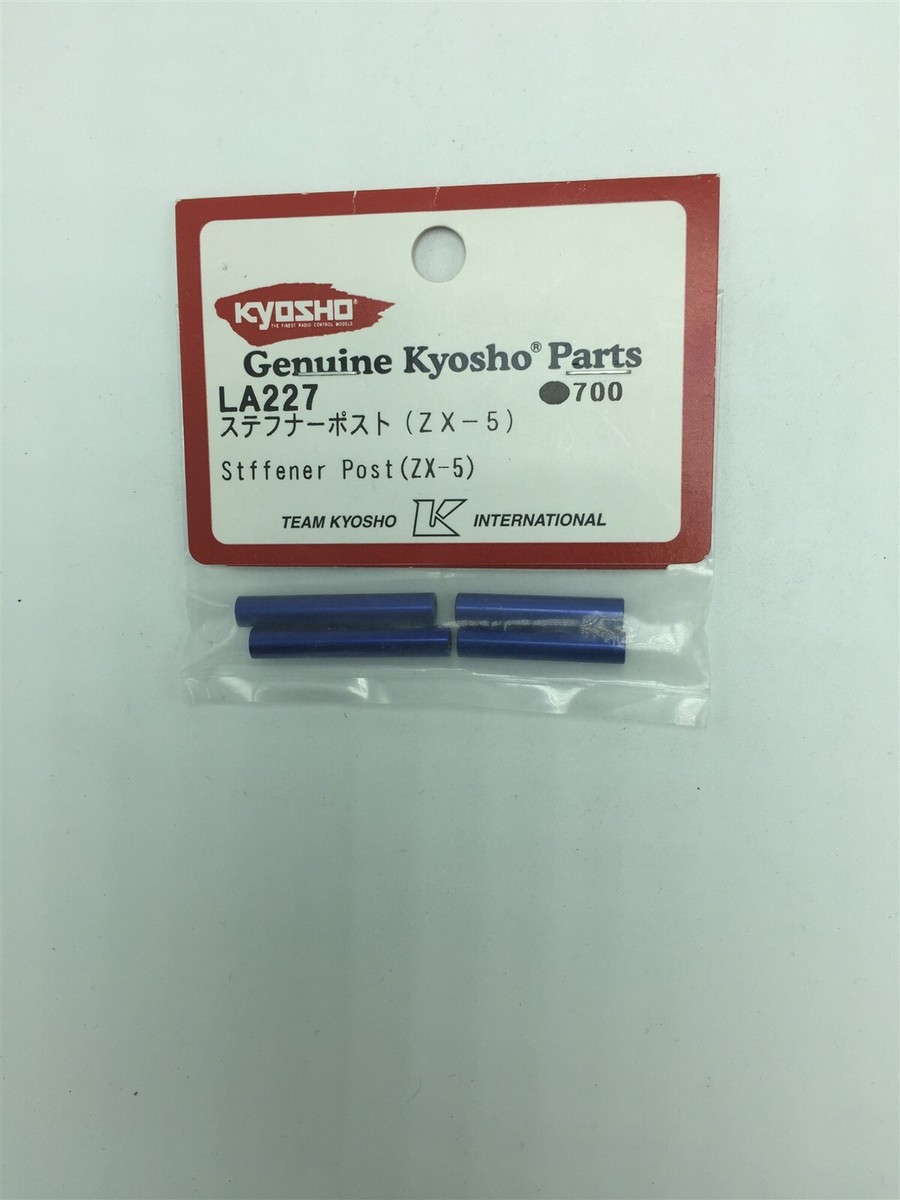 KYOSHO®
THE FINEST RADIO CONTROL MODELS
Genuine Kyosho® Parts
LA227 ●700
ステフナーポスト(ZX-5)
Stffener Post(ZX-5)
TEAM KYOSHO K INTERNATIONAL